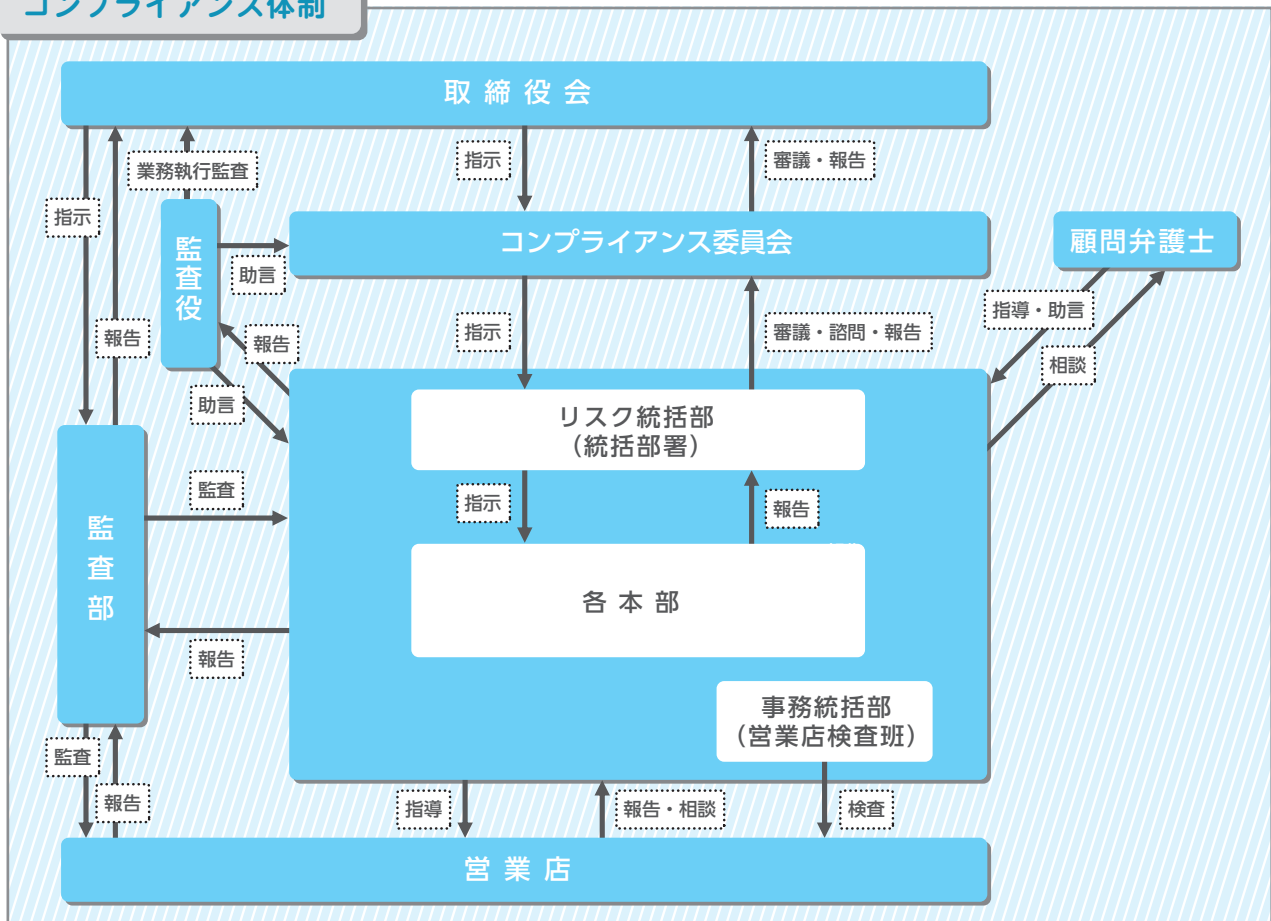 コンプライアンス体制
取締役会
業務執行監査
指示
審議・報告
指示
監査役
コンプライアンス委員会
顧問弁護士
助言
指導・助言
報告
報告
指示
審議・諮問・報告
相談
助言
リスク統括部
（統括部署）
監査
指示
報告
監査部
各本部
報告
事務統括部
（営業店検査班）
監査
報告
指導
報告・相談
検査
営業店